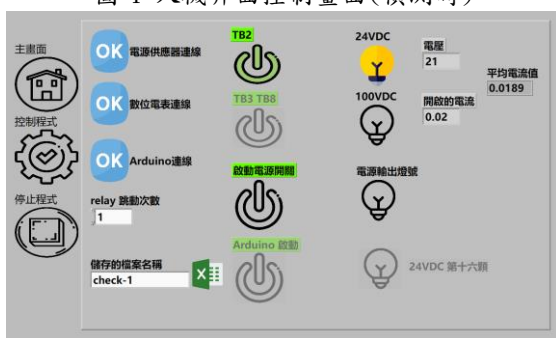 圖 4 人機介面控制畫面(偵測時)
主畫面
控制程式
停止程式
OK 電源供應器連線
OK 數位電表連線
OK Arduino連線
relay 跳動次數
1
儲存的檔案名稱
check-1
TB2
TB3 TB8
啟動電源開關
Arduino 啟動
24VDC
100VDC
電源輸出燈號
24VDC 第十六顆
電壓
21
開啟的電流
0.02
平均電流值
0.0189